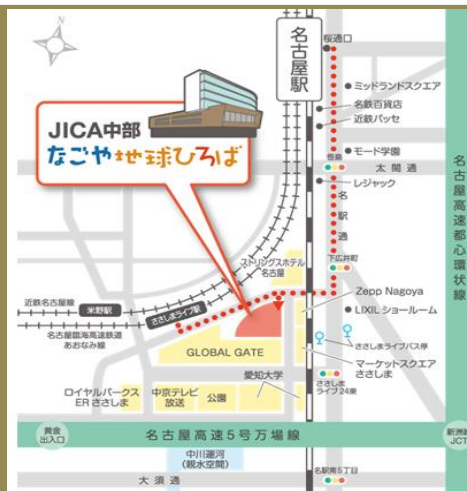 名古屋駅
桜通口
ミッドランドスクエア
名鉄百貨店
近鉄パッセ
モード学園
笹島
太閤通
レジャック
名駅通
名古屋高速都心環状線
JICA中部
なごや地球ひろば
ストリングスホテル
名古屋
下広井町
近鉄名古屋線
米野駅
ささしまライブ駅
名古屋臨海高速鉄道
あおなみ線
Zepp Nagoya
LIXIL ショールーム
ささしまライブバス停
マーケットスクエア
ささしま
GLOBAL GATE
愛知大学
ささしま
ライブ24東
ロイヤルパークス
ER ささしま
中京テレビ
放送
公園
黄金
出入口
名古屋高速5号万場線
新洲崎
JCT
中川運河
(親水空間)
大須通
名駅南5丁目